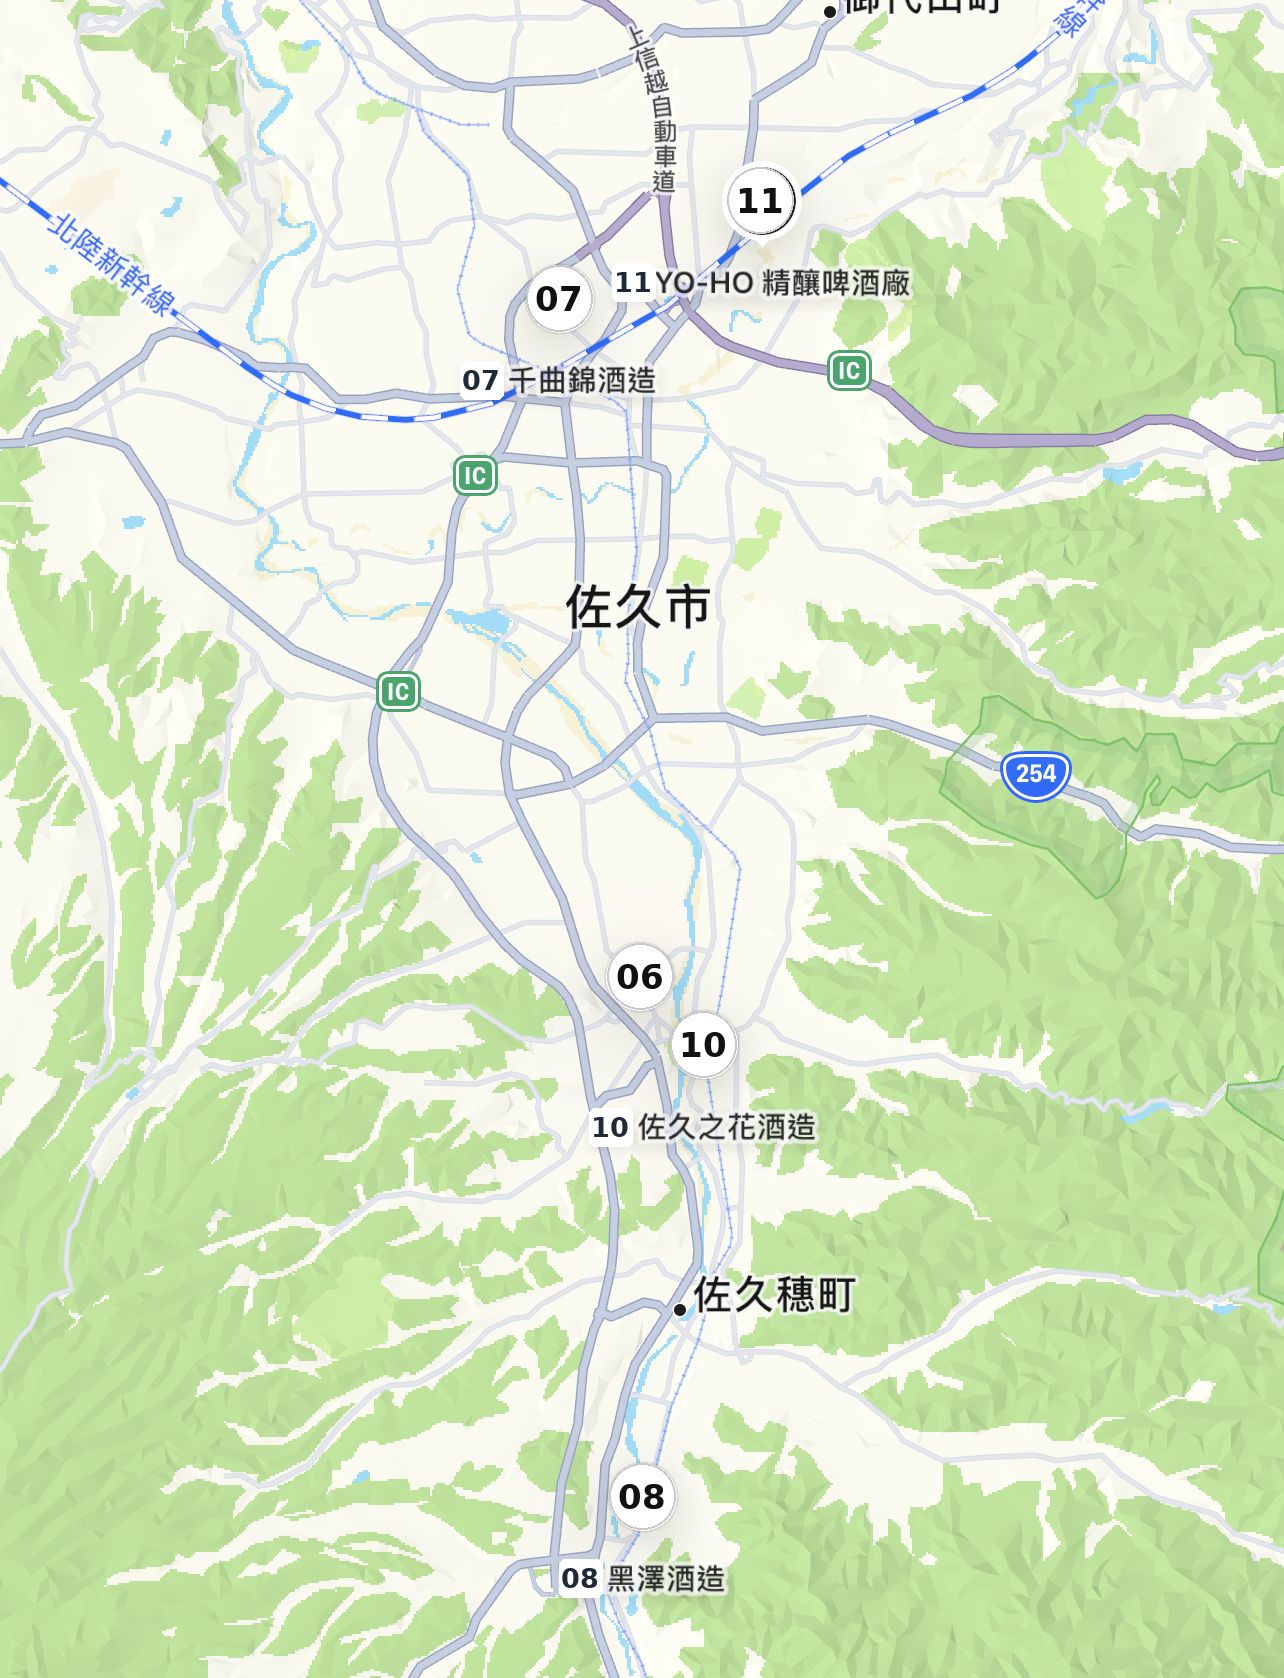 御代田町
幹線
上信越自動車道
11
北陸新幹線
11 YO-HO 精釀啤酒廠
07
07 千曲錦酒造
IC
IC
佐久市
IC
254
06
10
10 佐久之花酒造
佐久穗町
08
08 黑澤酒造